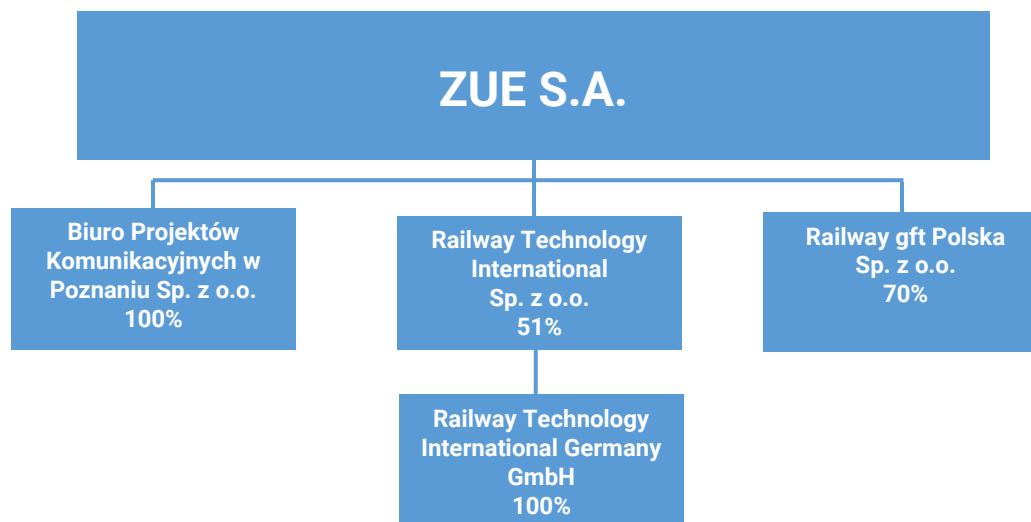 ZUE S.A.
Biuro Projektów
Komunikacyjnych w
Poznaniu Sp. z o.o.
100%
Railway Technology
International
Sp. z o.o.
51%
Railway gft Polska
Sp. z o.o.
70%
Railway Technology
International Germany
GmbH
100%